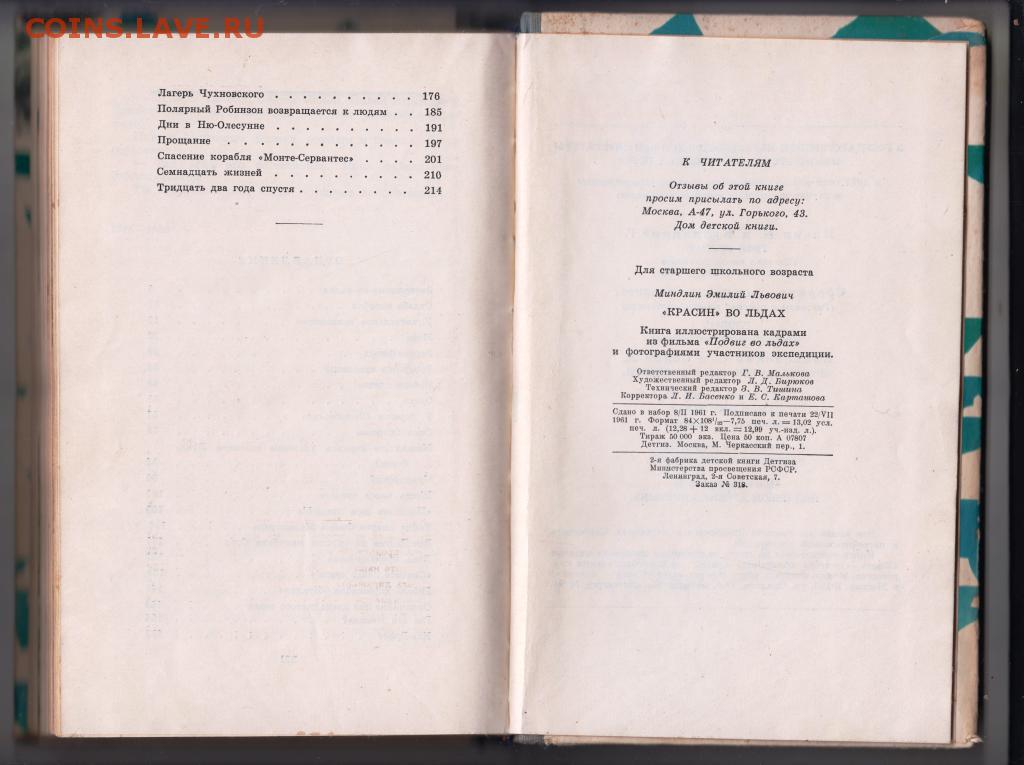 COINS.LAVE.RU
Лагерь Чухновского . . . . . . . . . . 176
Полярный Робинзон возвращается к людям . . 185
Дни в Ню-Олесунне . . . . . . . . . . 191
Прощание . . . . . . . . . . . . . 197
Спасение корабля «Монте-Сервантес» . . . . 201
Семнадцать жизней . . . . . . . . . . 210
Тридцать два года спустя . . . . . . . . 214
К ЧИТАТЕЛЯМ
Отзывы об этой книге
просим присылать по адресу:
Москва, А-47, ул. Горького, 43.
Дом детской книги.
Для старшего школьного возраста
Миндлин Эмилий Львович
«КРАСИН» ВО ЛЬДАХ
Книга иллюстрирована кадрами
из фильма «Подвиг во льдах»
и фотографиями участников экспедиции.
Ответственный редактор Г. В. Малькова
Художественный редактор Л. Д. Бирюков
Технический редактор З. В. Тишина
Корректора Л. И. Басенко и Е. С. Карташова
Сдано в набор 8/II 1961 г. Подписано к печати 22/VII
1961 г. Формат 84×108¹/₃₂—7,75 печ. л. = 13,02 усл.
печ. л. (12,28 + 12 вкл. = 12,99 уч.-изд. л.).
Тираж 50 000 экз. Цена 50 коп. А 07807
Детгиз. Москва, М. Черкасский пер., 1.
2-я фабрика детской книги Детгиза
Министерства просвещения РСФСР.
Ленинград, 2-я Советская, 7.
Заказ № 318.